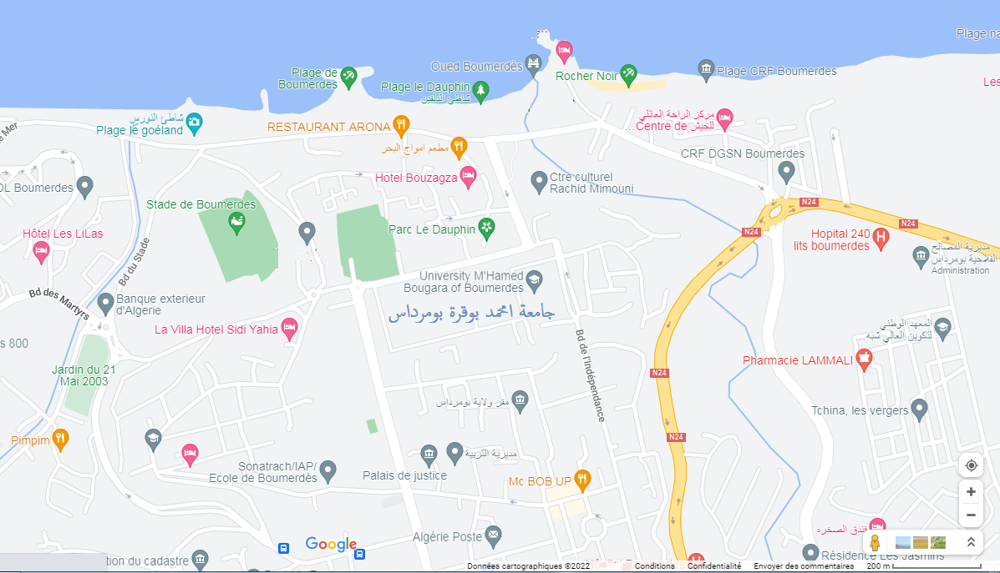 Plage na
Oued Boumerdès
Plage de
Boumerdes
Plage le Dauphin
شاطئ الدلفين
Rocher Noir
Plage CRF Boumerdes
Les
شاطئ النورس
Plage le goéland
RESTAURANT ARONA
مطعم امواج البحر
مركز الراحة العائلي
للجيش Centre de...
CRF DGSN Boumerdes
e Mer
OL Boumerdes
Hotel Bouzagza
Ctre culturel
Rachid Mimouni
Stade de Boumerdes
N24
Hôtel Les LiLas
Parc Le Dauphin
N24
N24
Hopital 240
lits boumerdes
مديرية المصالح
الفلاحية بومرداس
Administration
Bd du Stade
University M'Hamed
Bougara of Boumerdes
جامعة امحمد بوقرة بومرداس
Bd des Martyrs
Banque exterieur
d'Algerie
La Villa Hotel Sidi Yahia
المعهد الوطني
لتكوين العالي شبه...
s 800
Bd de l'Indépendance
Pharmacie LAMMALI
Jardin du 21
Mai 2003
N24
مقر ولاية بومرداس
Tchina, les vergers
Pimpim
N24
Sonatrach/IAP/
Ecole de Boumerdès
Palais de justice
مديرية التربية
Mc BOB UP
Algérie Poste
فندق الصخره
Google
tion du cadastre
Résidence Les Jasmins
Données cartographiques ©2022
Conditions
Confidentialité
Envoyer des commentaires
200 m